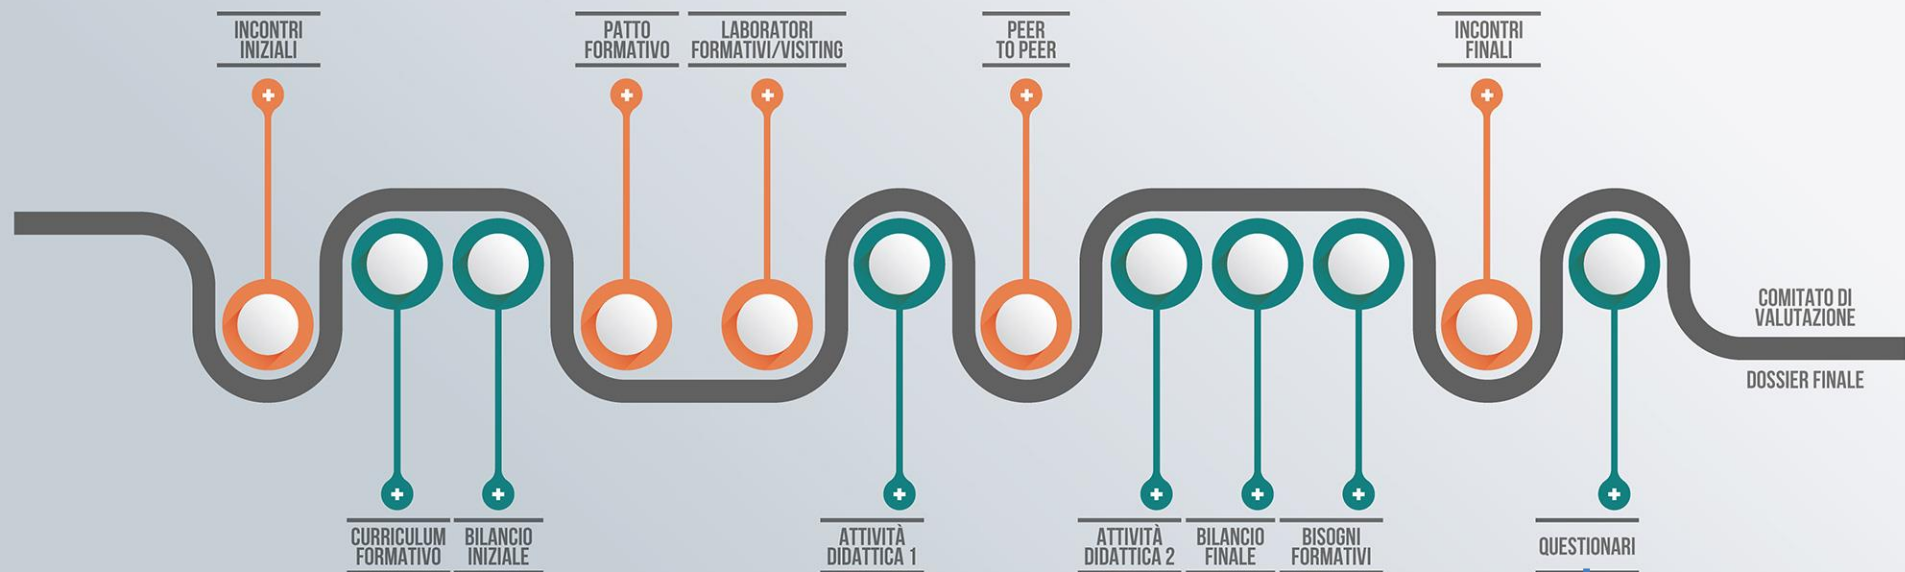 INCONTRI
INIZIALI
PATTO
FORMATIVO
LABORATORI
FORMATIVI/VISITING
PEER
TO PEER
INCONTRI
FINALI
COMITATO DI
VALUTAZIONE
DOSSIER FINALE
CURRICULUM
FORMATIVO
BILANCIO
INIZIALE
ATTIVITÀ
DIDATTICA 1
ATTIVITÀ
DIDATTICA 2
BILANCIO
FINALE
BISOGNI
FORMATIVI
QUESTIONARI